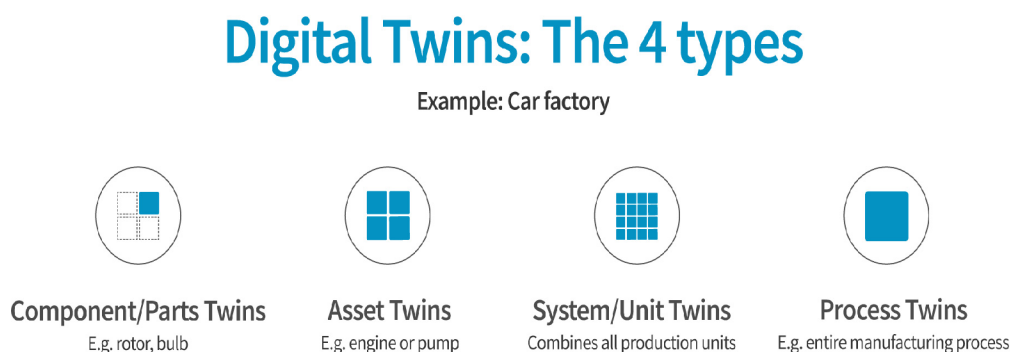 Digital Twins: The 4 types
Example: Car factory
Component/Parts Twins
E.g. rotor, bulb
Asset Twins
E.g. engine or pump
System/Unit Twins
Combines all production units
Process Twins
E.g. entire manufacturing process